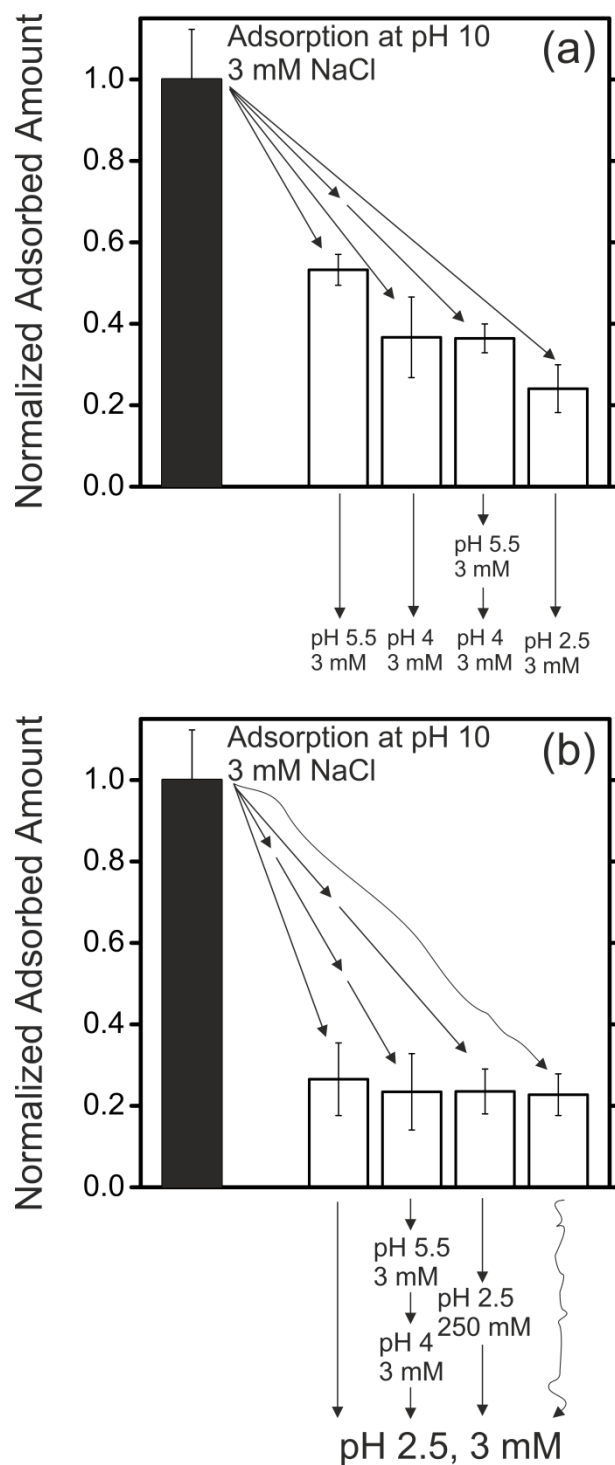 Adsorption at pH 10
3 mM NaCl
(a)
Normalized Adsorbed Amount
1.0
0.8
0.6
0.4
0.2
0.0
pH 5.5
3 mM
pH 5.5
3 mM
pH 4
3 mM
pH 4
3 mM
pH 2.5
3 mM
Adsorption at pH 10
3 mM NaCl
(b)
Normalized Adsorbed Amount
1.0
0.8
0.6
0.4
0.2
0.0
pH 5.5
3 mM
pH 2.5
250 mM
pH 4
3 mM
pH 2.5, 3 mM